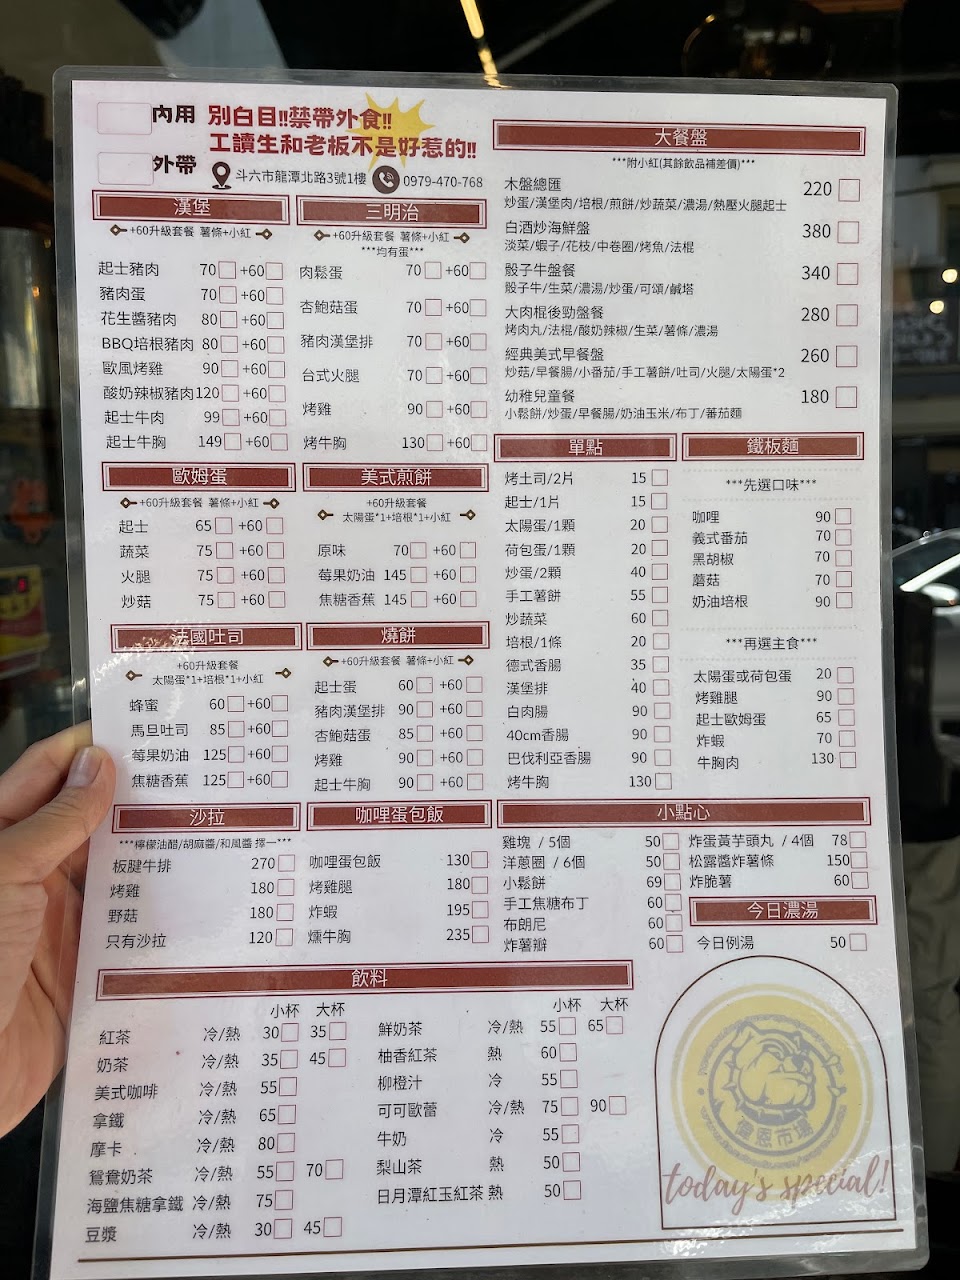 內用
外帶
別白目!!禁帶外食!!
工讀生和老板不是好惹的!!
斗六市龍潭北路3號1樓 0979-470-768
漢堡
+60升級套餐 薯條+小紅
起士豬肉 70 +60
豬肉蛋 70 +60
花生醬豬肉 80 +60
BBQ培根豬肉 80 +60
歐風烤雞 90 +60
酸奶辣椒豬肉 120 +60
起士牛肉 99 +60
起士牛胸 149 +60
三明治
+60升級套餐 薯條+小紅
***均有蛋***
肉鬆蛋 70 +60
杏鮑菇蛋 70 +60
豬肉漢堡排 70 +60
台式火腿 70 +60
烤雞 90 +60
烤牛胸 130 +60
歐姆蛋
+60升級套餐 薯條+小紅
起士 65 +60
蔬菜 75 +60
火腿 75 +60
炒菇 75 +60
美式煎餅
+60升級套餐
太陽蛋*1+培根*1+小紅
原味 70 +60
莓果奶油 145 +60
焦糖香蕉 145 +60
法國吐司
+60升級套餐
太陽蛋*1+培根*1+小紅
蜂蜜 60 +60
馬旦吐司 85 +60
莓果奶油 125 +60
焦糖香蕉 125 +60
燒餅
+60升級套餐 薯條+小紅
起士蛋 60 +60
豬肉漢堡排 90 +60
杏鮑菇蛋 85 +60
烤雞 90 +60
起士牛胸 90 +60
沙拉
***檸檬油醋/胡麻醬/和風醬 擇一***
板腱牛排 270
烤雞 180
野菇 180
只有沙拉 120
咖哩蛋包飯
咖哩蛋包飯 130
烤雞腿 180
炸蝦 195
燻牛胸 235
大餐盤
***附小紅(其餘飲品補差價)***
木盤總匯 220
炒蛋/漢堡肉/培根/煎餅/炒蔬菜/濃湯/熱壓火腿起士
白酒炒海鮮盤 380
淡菜/蝦子/花枝/中卷圈/烤魚/法棍
骰子牛盤餐 340
骰子牛/生菜/濃湯/炒蛋/可頌/鹹塔
大肉棍後勁盤餐 280
烤肉丸/法棍/酸奶辣椒/生菜/薯條/濃湯
經典美式早餐盤 260
炒菇/早餐腸/小番茄/手工薯餅/吐司/火腿/太陽蛋*2
幼稚兒童餐 180
小鬆餅/炒蛋/早餐腸/奶油玉米/布丁/蕃茄麵
單點
烤土司/2片 15
起士/1片 15
太陽蛋/1顆 20
荷包蛋/1顆 20
炒蛋/2顆 40
手工薯餅 55
炒蔬菜 60
培根/1條 20
德式香腸 35
漢堡排 40
白肉腸 90
40cm香腸 90
巴伐利亞香腸 90
烤牛胸 130
鐵板麵
***先選口味***
咖哩 90
義式番茄 70
黑胡椒 70
蘑菇 70
奶油培根 90
***再選主食***
太陽蛋或荷包蛋 20
烤雞腿 90
起士歐姆蛋 65
炸蝦 70
牛胸肉 130
小點心
雞塊 / 5個 50
洋蔥圈 / 6個 50
小鬆餅 69
手工焦糖布丁 60
布朗尼 60
炸薯瓣 60
炸蛋黃芋頭丸 / 4個 78
松露醬炸薯條 150
炸脆薯 60
今日濃湯
今日例湯 50
飲料
小杯 大杯
紅茶 冷/熱 30 35
奶茶 冷/熱 35 45
美式咖啡 冷/熱 55
拿鐵 冷/熱 65
摩卡 冷/熱 80
鴛鴦奶茶 冷/熱 55 70
海鹽焦糖拿鐵 冷/熱 75
豆漿 冷/熱 30 45
小杯 大杯
鮮奶茶 冷/熱 55 65
柚香紅茶 熱 60
柳橙汁 冷 55
可可歐蕾 冷/熱 75 90
牛奶 冷 55
梨山茶 熱 50
日月潭紅玉紅茶 熱 50
today's special!